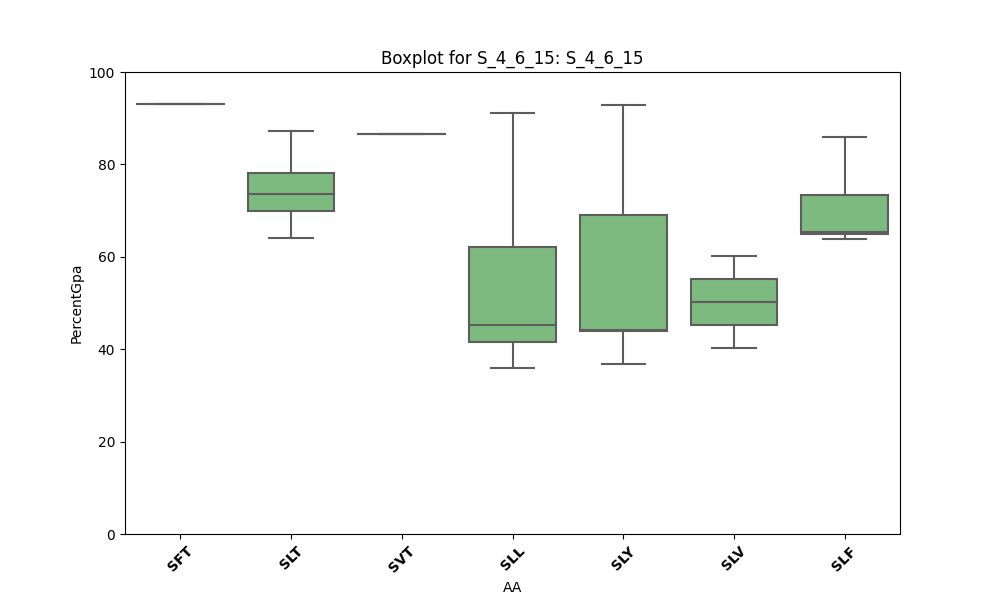 Boxplot for S_4_6_15: S_4_6_15
100
80
60
40
20
0
PercentGpa
SFT
SLT
SVT
SLL
SLY
SLV
SLF
AA